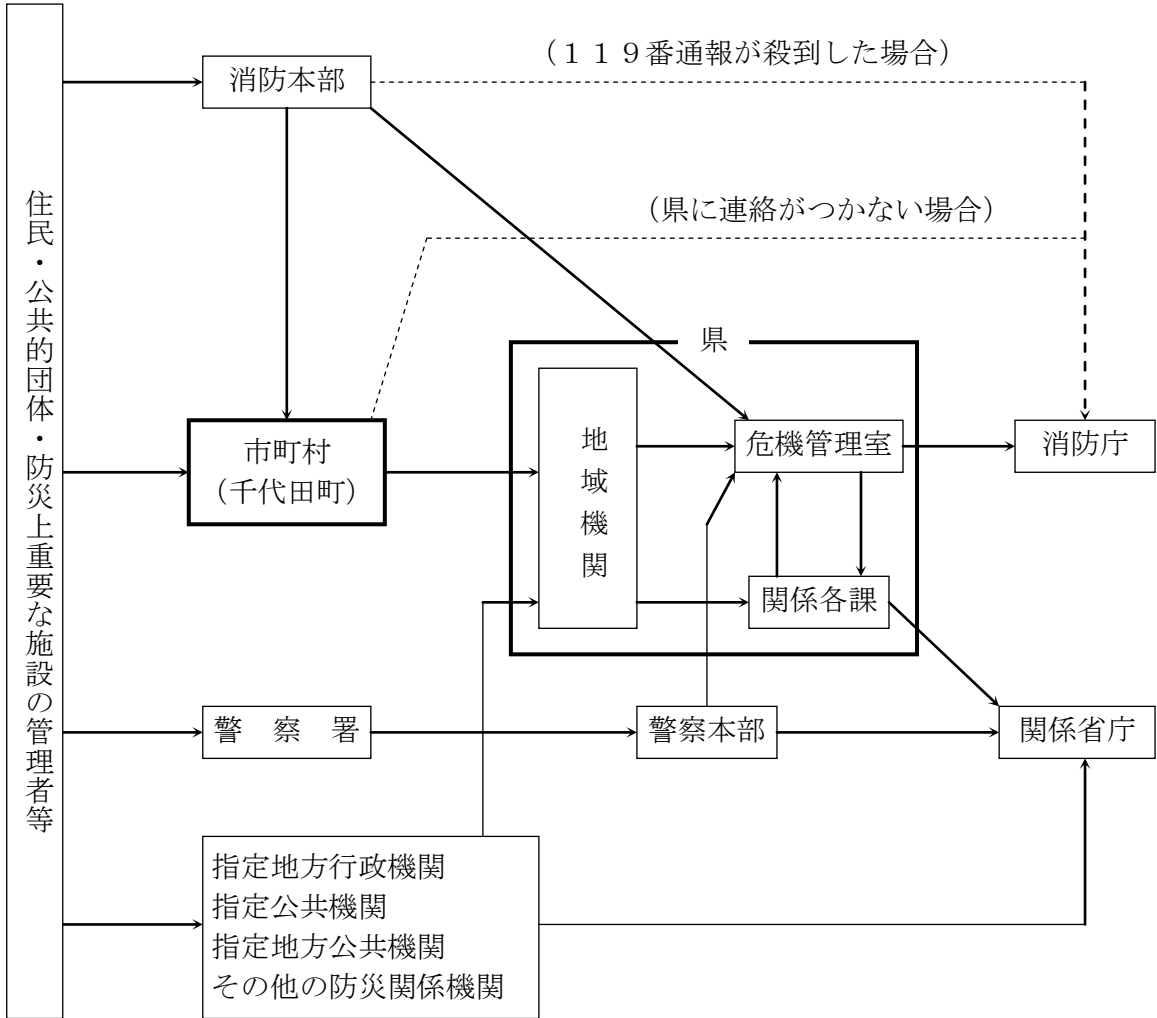 住民・公共的団体・防災上重要な施設の管理者等
（１１９番通報が殺到した場合）
消防本部
（県に連絡がつかない場合）
県
市町村
（千代田町）
地域機関
危機管理室
消防庁
関係各課
警　察　署
警察本部
関係省庁
指定地方行政機関
指定公共機関
指定地方公共機関
その他の防災関係機関